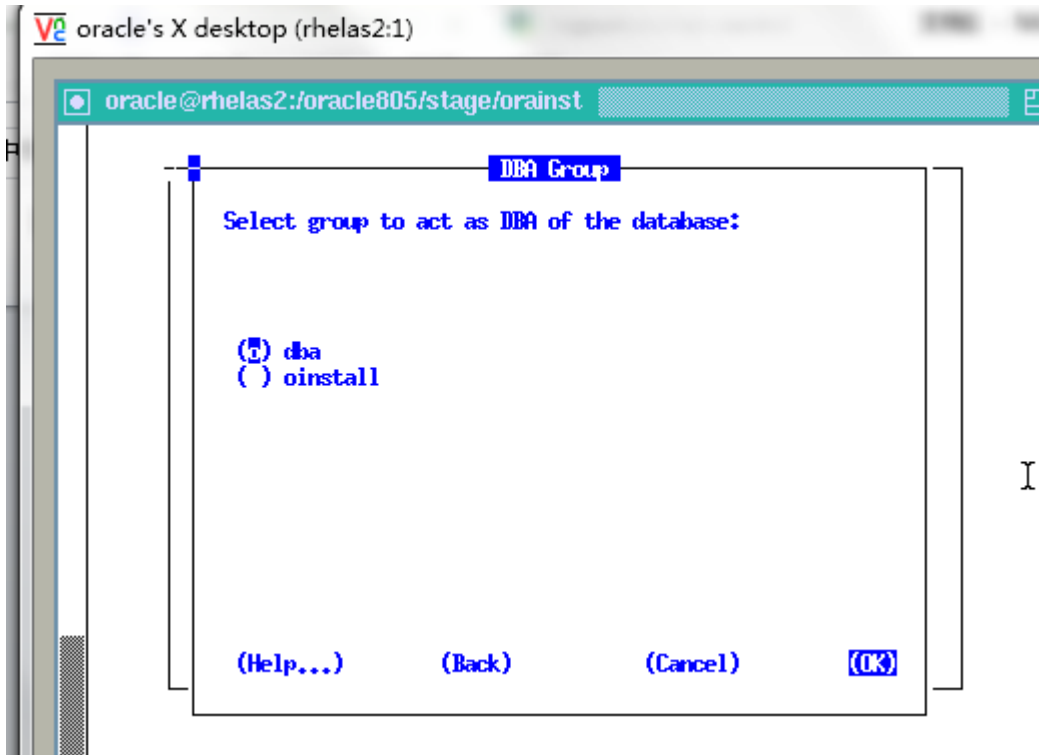 oracle's X desktop (rhelas2:1)
oracle@rhelas2:/oracle805/stage/orainst
DBA Group
Select group to act as DBA of the database:
( ) dba
( ) oinstall
(Help...) (Back) (Cancel) (OK)